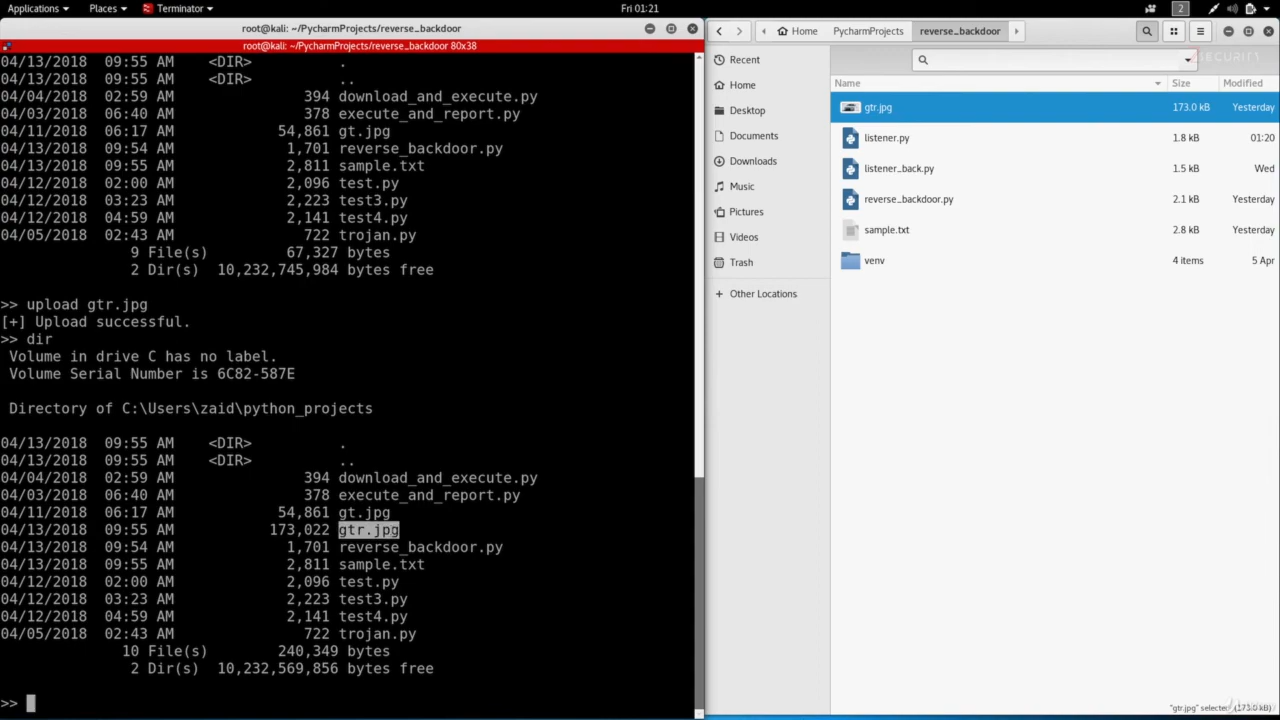 Applications Places Terminator Fri 01:21 2
root@kali: ~/PycharmProjects/reverse_backdoor
root@kali: ~/PycharmProjects/reverse_backdoor 80x38
04/13/2018  09:55 AM    <DIR>          .
04/13/2018  09:55 AM    <DIR>          ..
04/04/2018  02:59 AM               394 download_and_execute.py
04/03/2018  06:40 AM               378 execute_and_report.py
04/11/2018  06:17 AM            54,861 gt.jpg
04/13/2018  09:54 AM             1,701 reverse_backdoor.py
04/13/2018  09:55 AM             2,811 sample.txt
04/12/2018  02:00 AM             2,096 test.py
04/12/2018  03:23 AM             2,223 test3.py
04/12/2018  04:59 AM             2,141 test4.py
04/05/2018  02:43 AM               722 trojan.py
9 File(s)         67,327 bytes
2 Dir(s)  10,232,745,984 bytes free
>> upload gtr.jpg
[+] Upload successful.
>> dir
Volume in drive C has no label.
Volume Serial Number is 6C82-587E
Directory of C:\Users\zaid\python_projects
04/13/2018  09:55 AM    <DIR>          .
04/13/2018  09:55 AM    <DIR>          ..
04/04/2018  02:59 AM               394 download_and_execute.py
04/03/2018  06:40 AM               378 execute_and_report.py
04/11/2018  06:17 AM            54,861 gt.jpg
04/13/2018  09:55 AM           173,022 gtr.jpg
04/13/2018  09:54 AM             1,701 reverse_backdoor.py
04/13/2018  09:55 AM             2,811 sample.txt
04/12/2018  02:00 AM             2,096 test.py
04/12/2018  03:23 AM             2,223 test3.py
04/12/2018  04:59 AM             2,141 test4.py
04/05/2018  02:43 AM               722 trojan.py
10 File(s)        240,349 bytes
2 Dir(s)  10,232,569,856 bytes free
>>
Home PycharmProjects reverse_backdoor
Recent
Home
Desktop
Documents
Downloads
Music
Pictures
Videos
Trash
+ Other Locations
Name Size Modified
gtr.jpg 173.0 kB Yesterday
listener.py 1.8 kB 01:20
listener_back.py 1.5 kB Wed
reverse_backdoor.py 2.1 kB Yesterday
sample.txt 2.8 kB Yesterday
venv 4 items 5 Apr
"gtr.jpg" selected (173.0 kB)